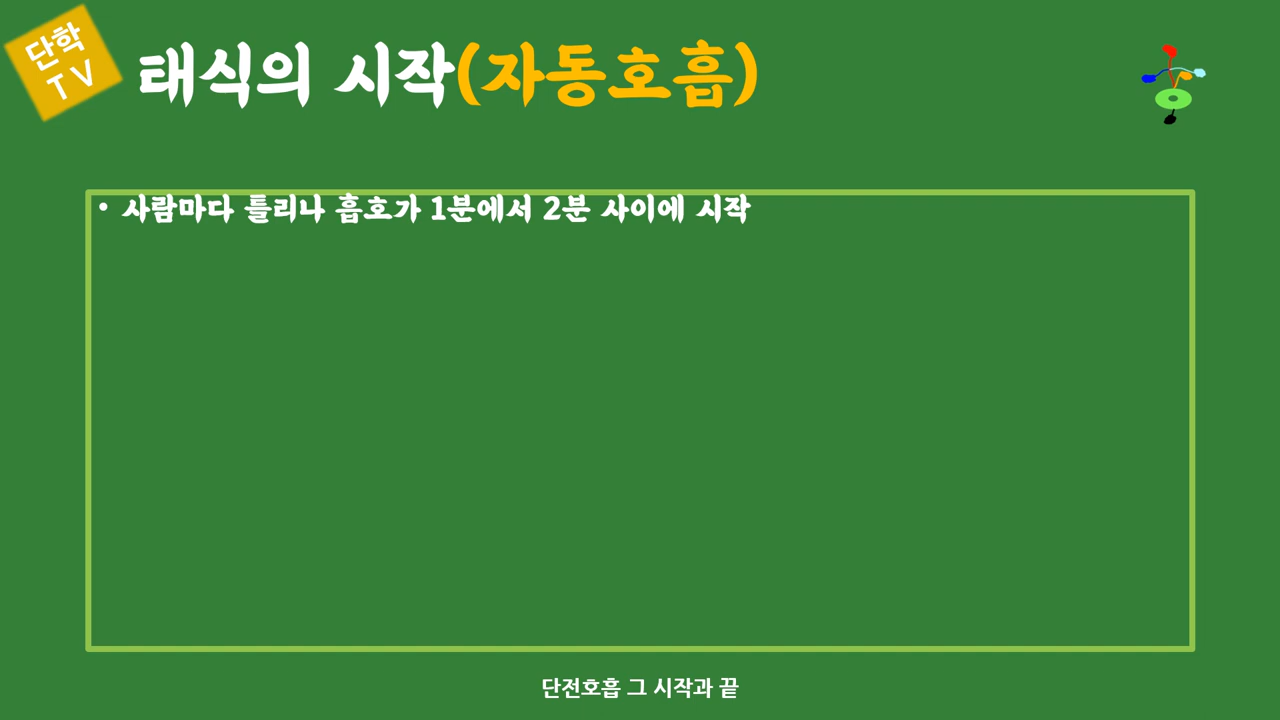 단학
TV
태식의 시작(자동호흡)
• 사람마다 틀리나 흡호가 1분에서 2분 사이에 시작
단전호흡 그 시작과 끝